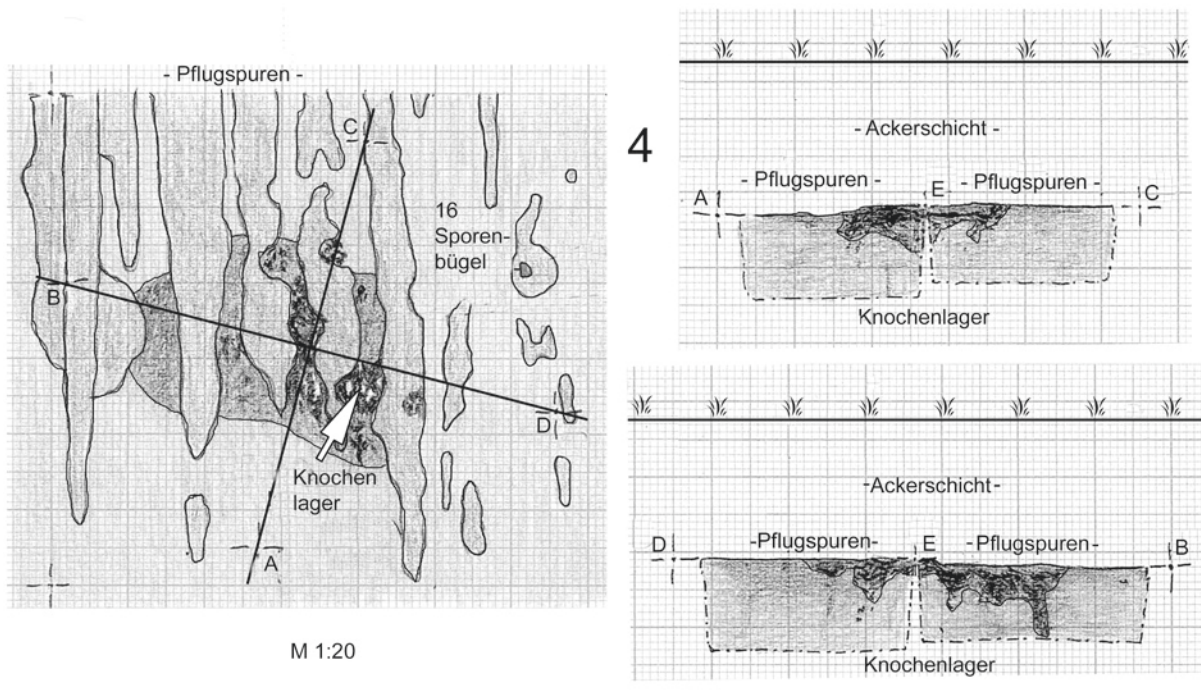 - Pflugspuren -
C
16
Sporen-
bügel
B
D
Knochen
lager
A
M 1:20
4
- Ackerschicht -
- Pflugspuren - E - Pflugspuren -
A C
Knochenlager
-Ackerschicht-
D -Pflugspuren- E -Pflugspuren- B
Knochenlager